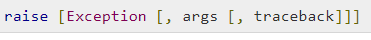 raise [Exception [, args [, traceback]]]